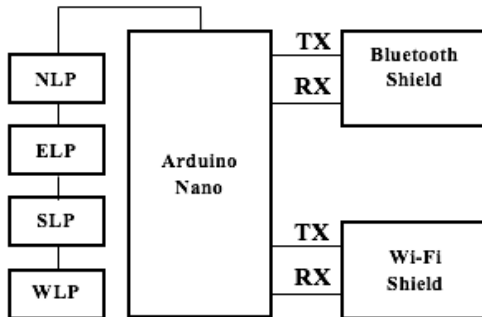 NLP
ELP
SLP
WLP
Arduino
Nano
TX
RX
Bluetooth
Shield
TX
RX
Wi-Fi
Shield